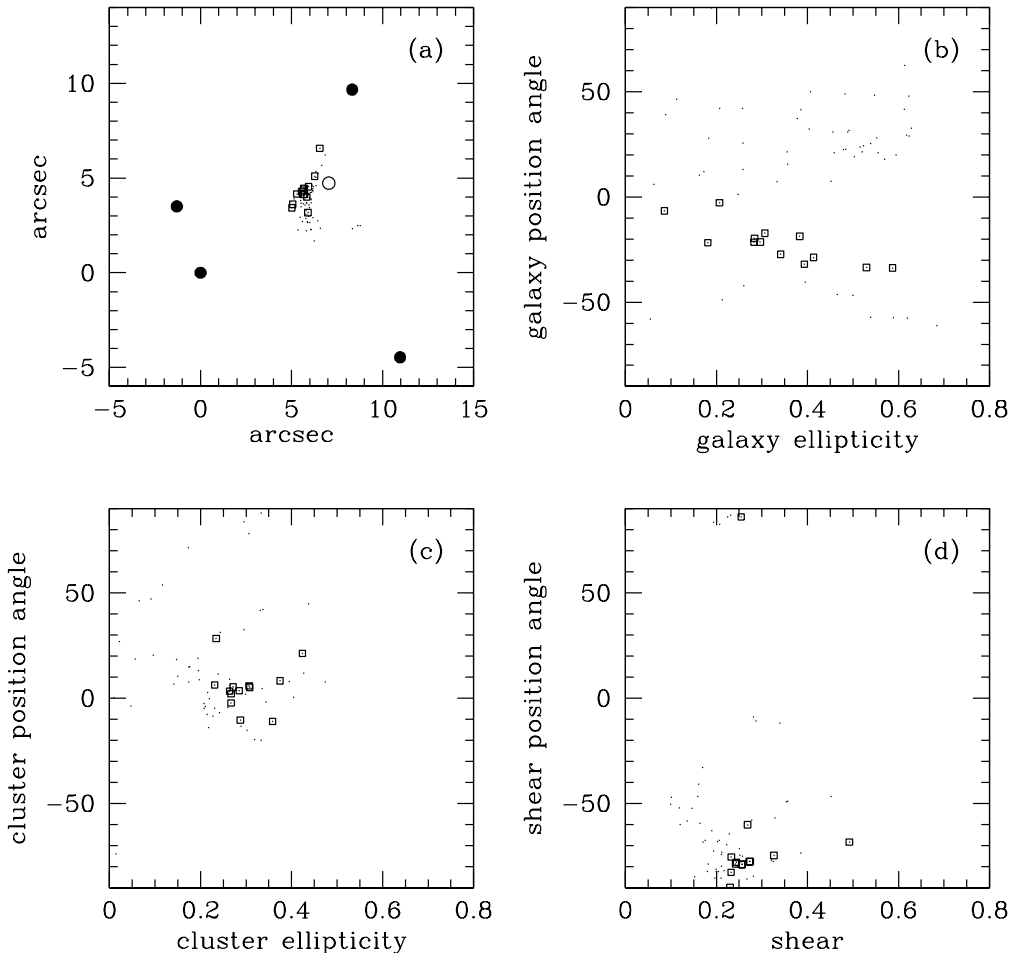 (a)
10
5
0
−5
−5
0
5
10
15
arcsec
arcsec
(b)
50
0
−50
0
0.2
0.4
0.6
0.8
galaxy position angle
galaxy ellipticity
(c)
50
0
−50
0
0.2
0.4
0.6
0.8
cluster position angle
cluster ellipticity
(d)
50
0
−50
0
0.2
0.4
0.6
0.8
shear position angle
shear